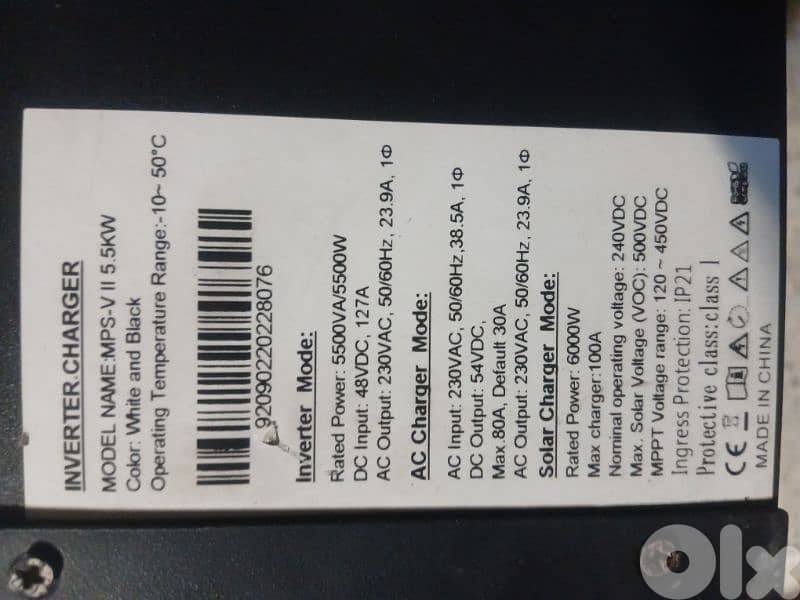 INVERTER.CHARGER
MODEL NAME:MPS-V II 5.5KW
Color: White and Black
Operating Temperature Range:-10~ 50°C
92090220228076
Inverter Mode:
Rated Power: 5500VA/5500W
DC Input: 48VDC, 127A
AC Output: 230VAC, 50/60Hz, 23.9A, 1Φ
AC Charger Mode:
AC Input: 230VAC, 50/60Hz,38.5A, 1Φ
DC Output: 54VDC,
Max.80A, Default 30A
AC Output: 230VAC, 50/60Hz, 23.9A, 1Φ
Solar Charger Mode:
Rated Power: 6000W
Max charger:100A
Nominal operating voltage: 240VDC
Max. Solar Voltage (VOC): 500VDC
MPPT Voltage range: 120 ~ 450VDC
Ingress Protection: IP21
Protective class:class I
CE
MADE IN CHINA
Olx